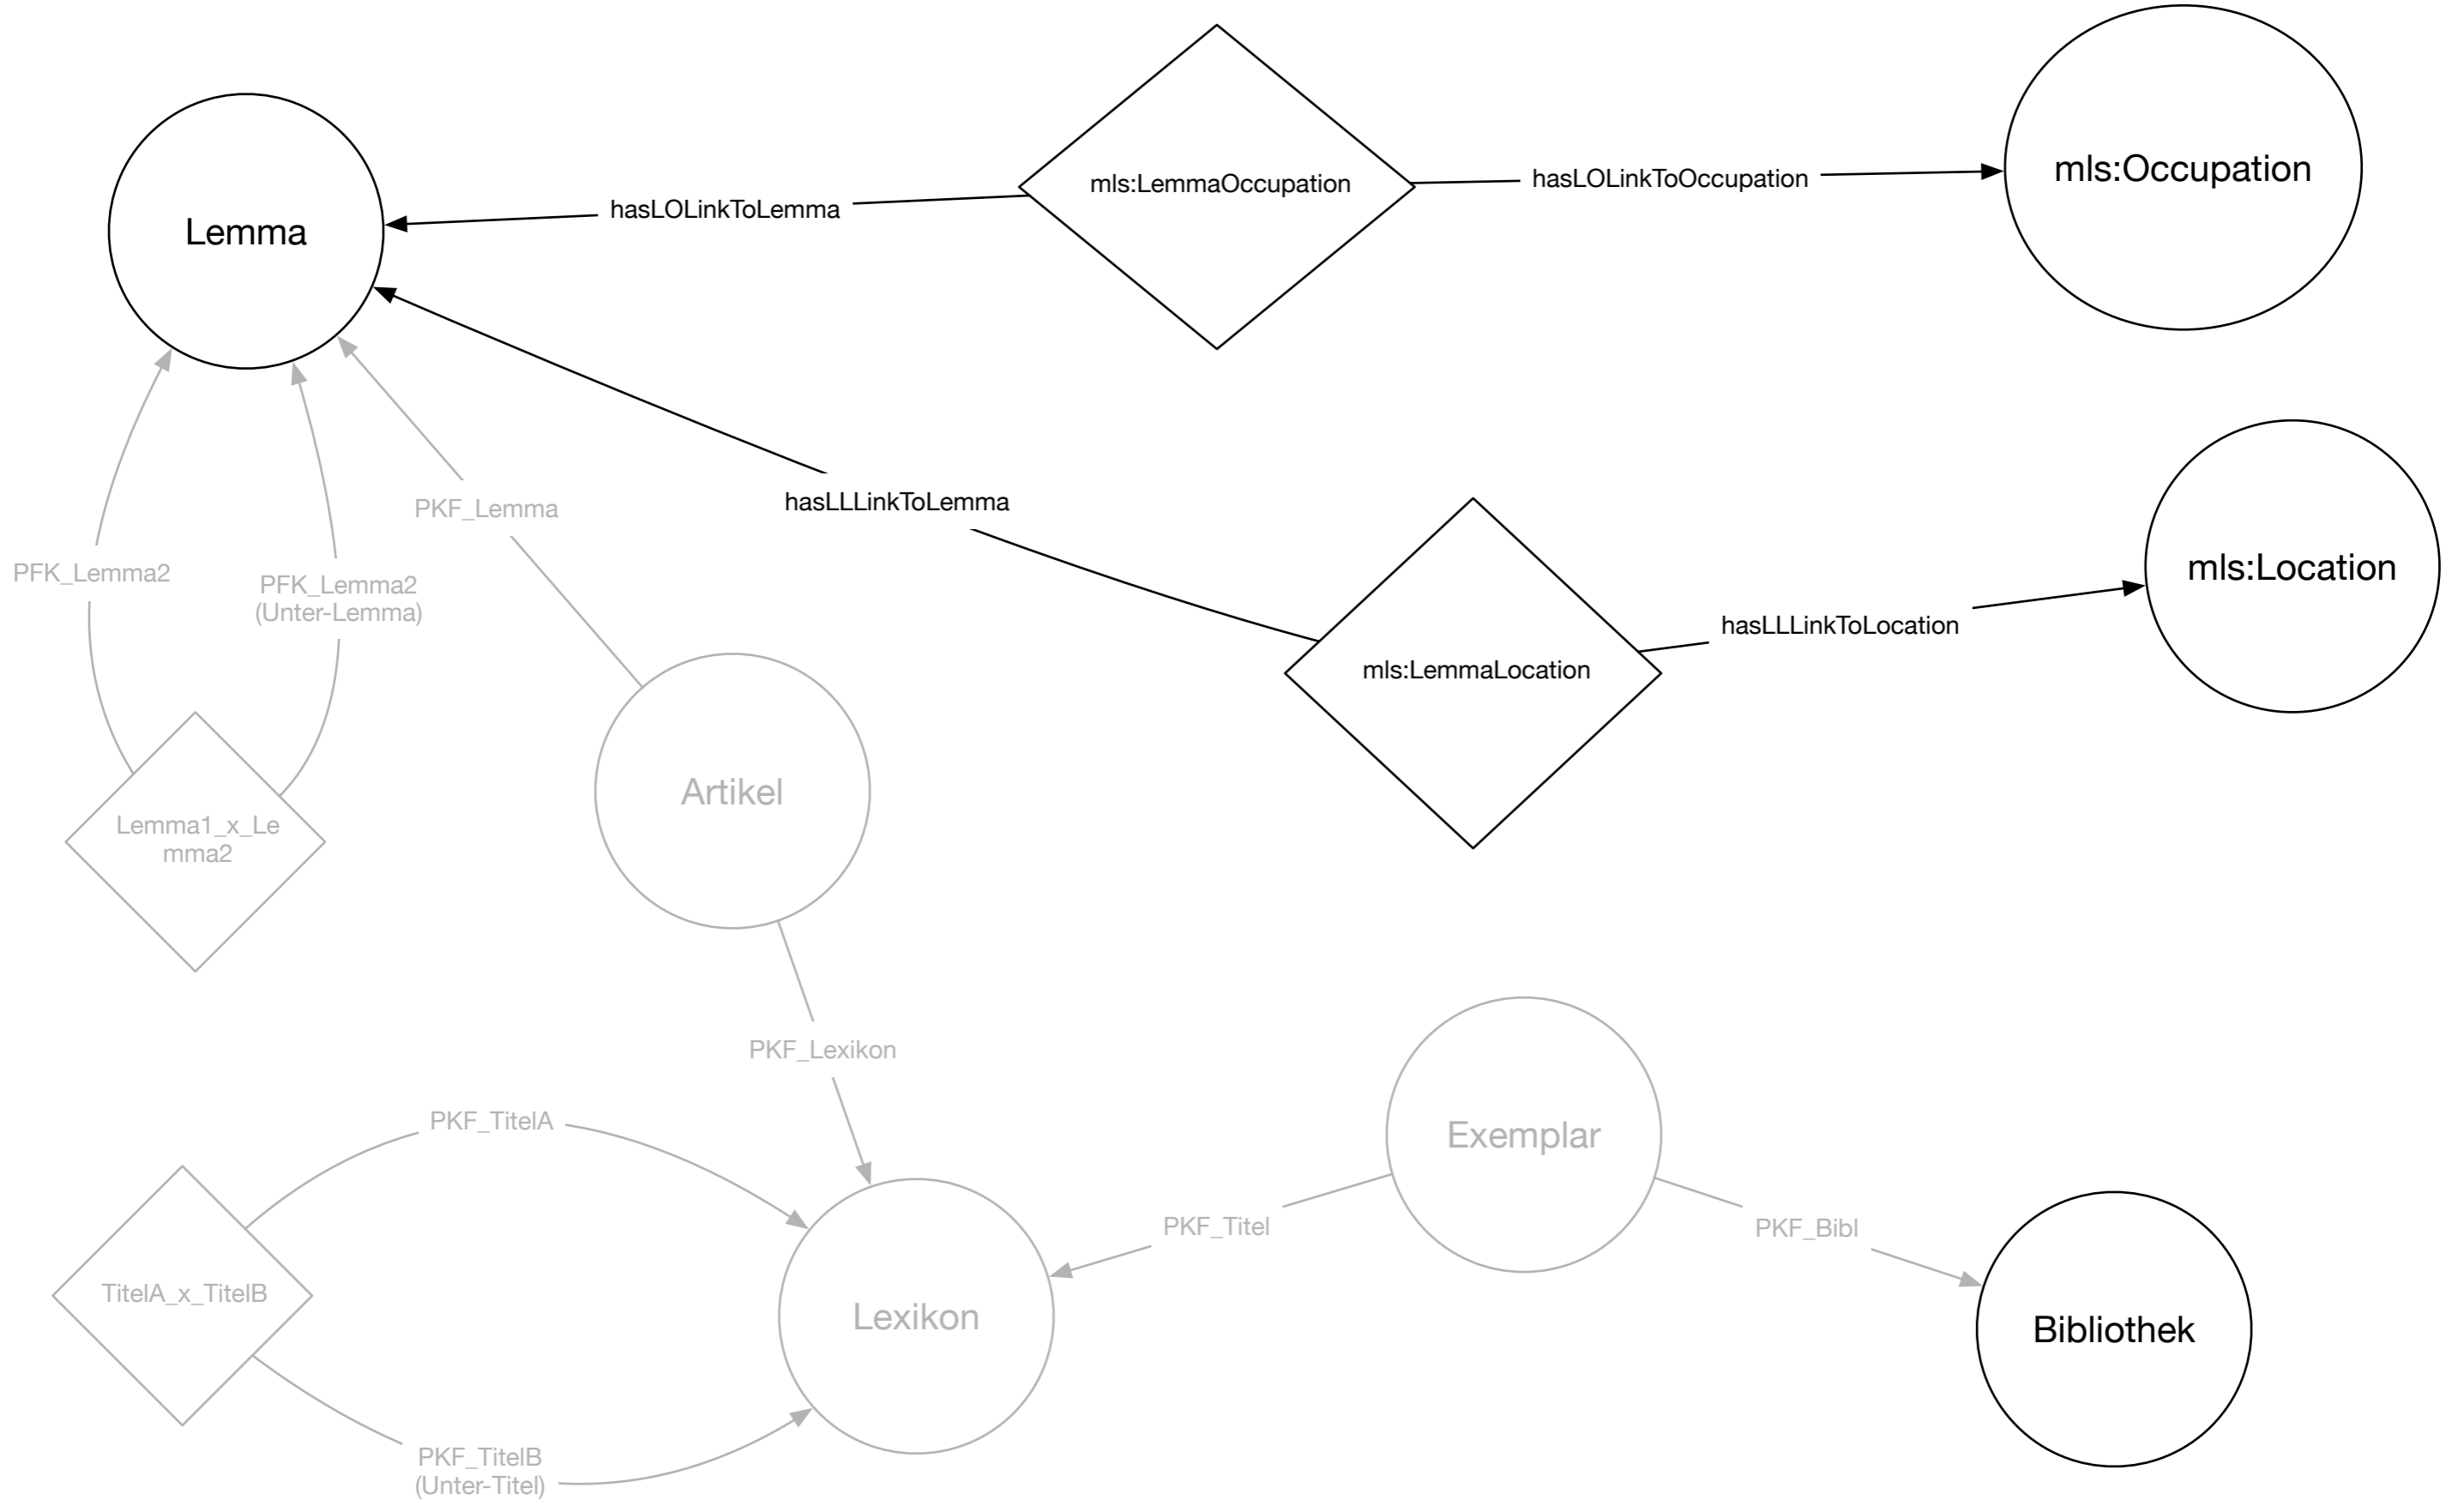 mls:Occupation
mls:LemmaOccupation
hasLOLinkToOccupation
hasLOLinkToLemma
Lemma
hasLLLinkToLemma
PKF_Lemma
PFK_Lemma2
PFK_Lemma2
(Unter-Lemma)
mls:Location
hasLLLinkToLocation
mls:LemmaLocation
Artikel
Lemma1_x_Le
mma2
PKF_Lexikon
PKF_TitelA
Exemplar
PKF_Titel
PKF_Bibl
TitelA_x_TitelB
Lexikon
Bibliothek
PKF_TitelB
(Unter-Titel)